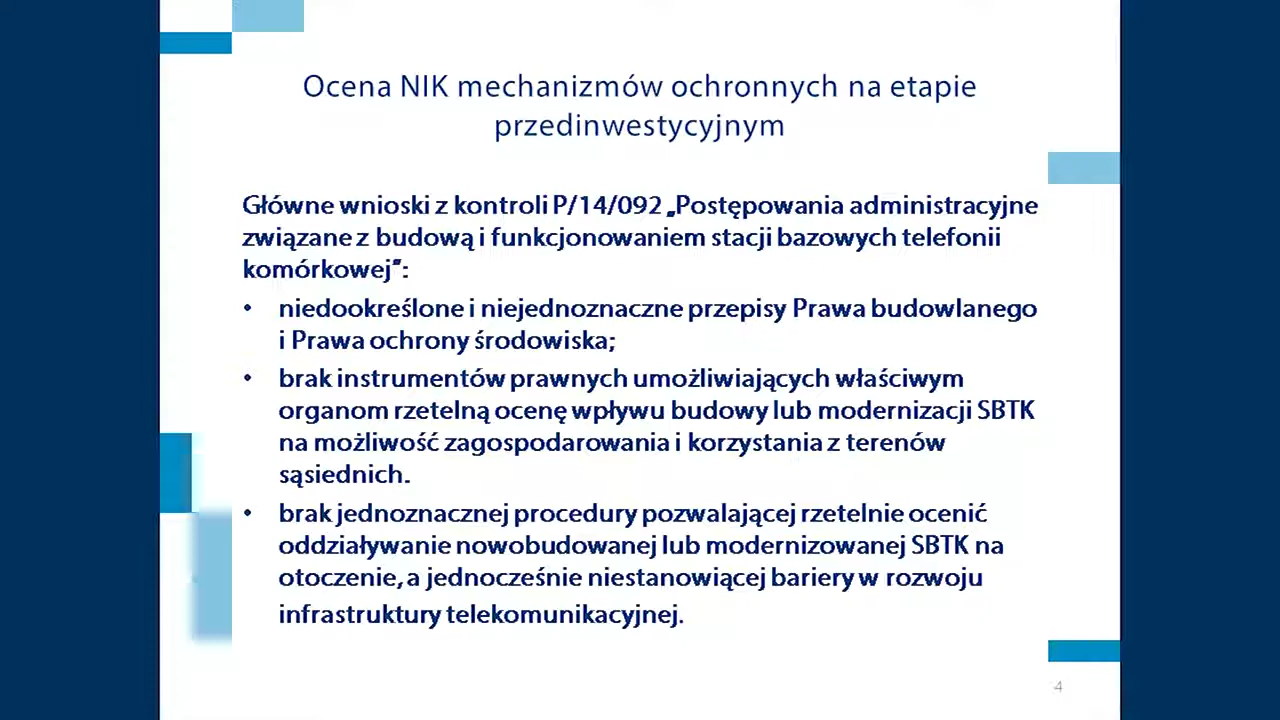 Ocena NIK mechanizmów ochronnych na etapie
przedinwestycyjnym
Główne wnioski z kontroli P/14/092 „Postępowania administracyjne
związane z budową i funkcjonowaniem stacji bazowych telefonii
komórkowej”:
• niedookreślone i niejednoznaczne przepisy Prawa budowlanego
i Prawa ochrony środowiska;
• brak instrumentów prawnych umożliwiających właściwym
organom rzetelną ocenę wpływu budowy lub modernizacji SBTK
na możliwość zagospodarowania i korzystania z terenów
sąsiednich.
• brak jednoznacznej procedury pozwalającej rzetelnie ocenić
oddziaływanie nowobudowanej lub modernizowanej SBTK na
otoczenie, a jednocześnie niestanowiącej bariery w rozwoju
infrastruktury telekomunikacyjnej.
4